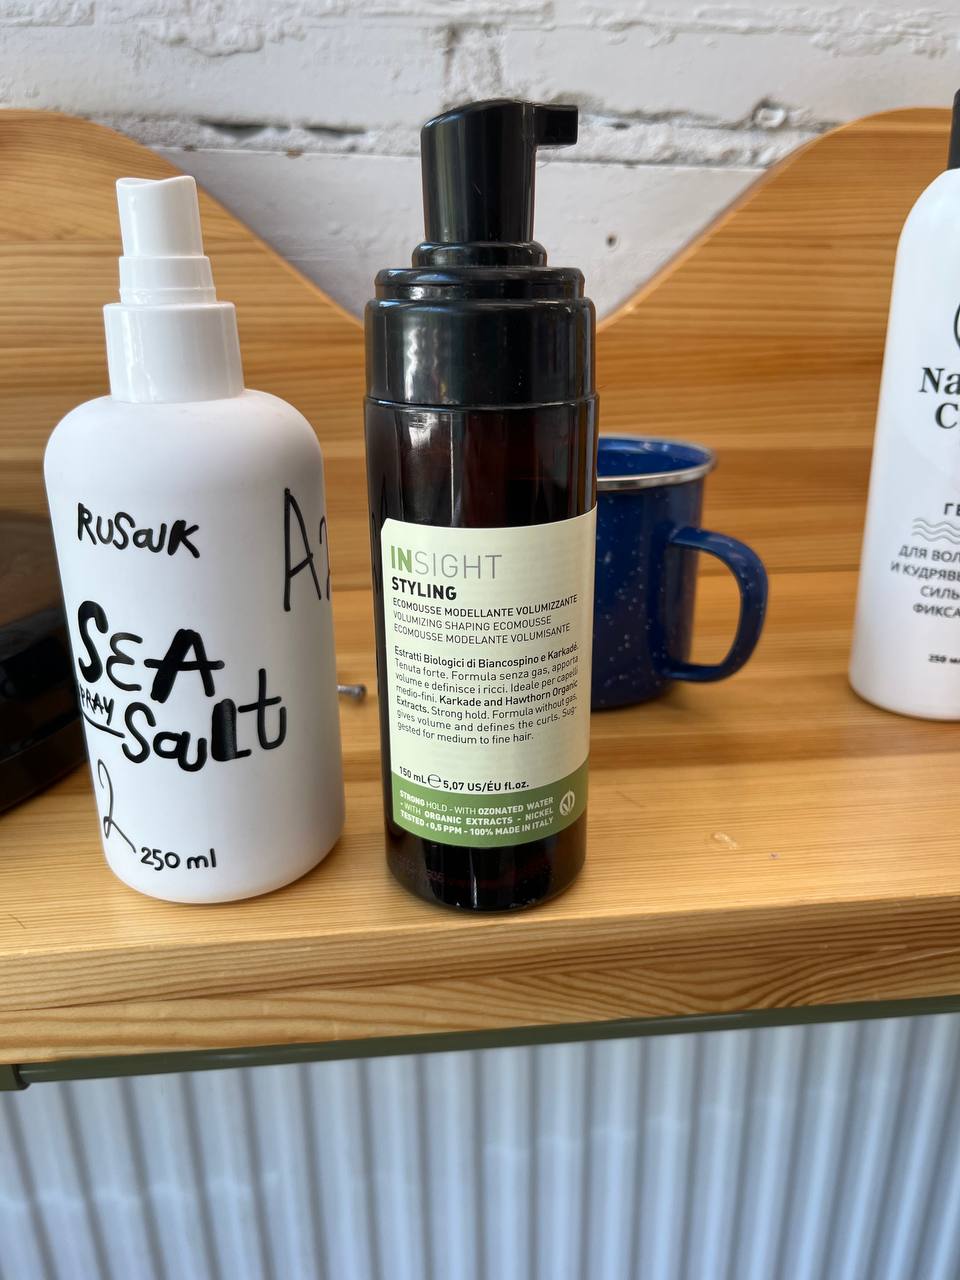 RUSalK
SEA
SPRAY
Sault
2
250 ml
INSIGHT
STYLING
ECOMOUSSE MODELLANTE VOLUMIZZANTE
VOLUMIZING SHAPING ECOMOUSSE
ECOMOUSSE MODELANTE VOLUMISANTE
Estratti Biologici di Biancospino e Karkadè.
Tenuta forte. Formula senza gas, apporta
volume e definisce i ricci. Ideale per capelli
medio-fini. Karkade and Hawthorn Organic
Extracts. Strong hold. Formula without gas,
gives volume and defines the curls. Sug-
gested for medium to fine hair.
150 mL ℮ 5,07 US/ÉU fl.oz.
STRONG HOLD - WITH OZONATED WATER
- WITH ORGANIC EXTRACTS - NICKEL
TESTED <0,5 PPM - 100% MADE IN ITALY
Na
C
ГЕ
ДЛЯ ВОЛ
И КУДРЯВ
СИЛЬ
ФИКСА
250 м